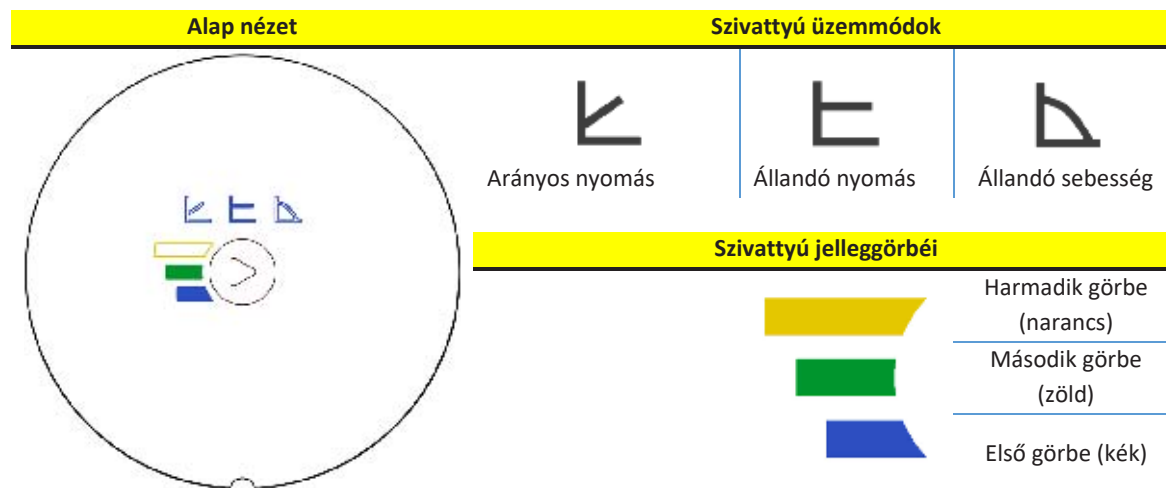 Alap nézet
Szivattyú üzemmódok
Arányos nyomás
Állandó nyomás
Állandó sebesség
Szivattyú jelleggörbéi
Harmadik görbe
(narancs)
Második görbe
(zöld)
Első görbe (kék)